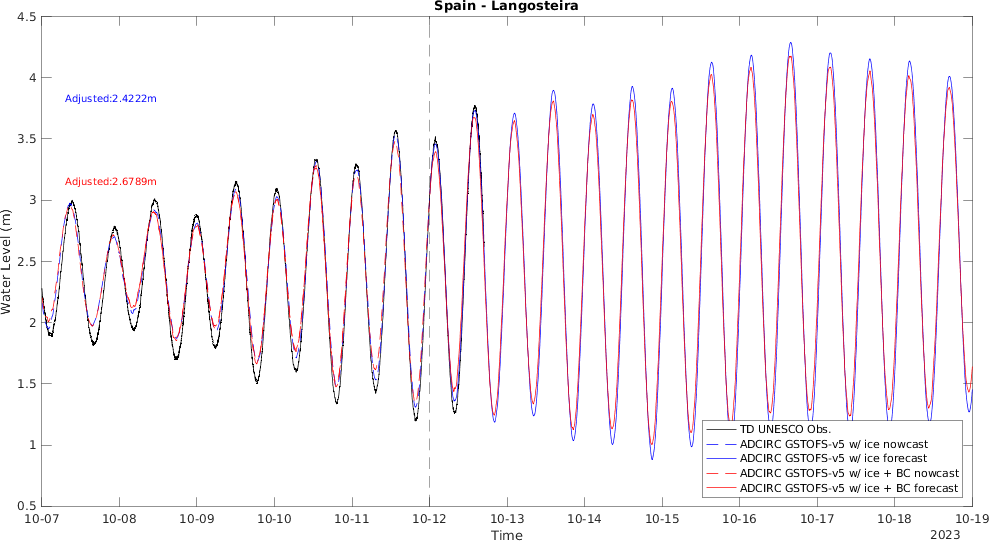 Spain - Langosteira
4.5
4
3.5
3
2.5
2
1.5
1
0.5
Water Level (m)
Adjusted:2.4222m
Adjusted:2.6789m
TD UNESCO Obs.
ADCIRC GSTOFS-v5 w/ ice nowcast
ADCIRC GSTOFS-v5 w/ ice forecast
ADCIRC GSTOFS-v5 w/ ice + BC nowcast
ADCIRC GSTOFS-v5 w/ ice + BC forecast
10-07 10-08 10-09 10-10 10-11 10-12 10-13 10-14 10-15 10-16 10-17 10-18 10-19
Time
2023